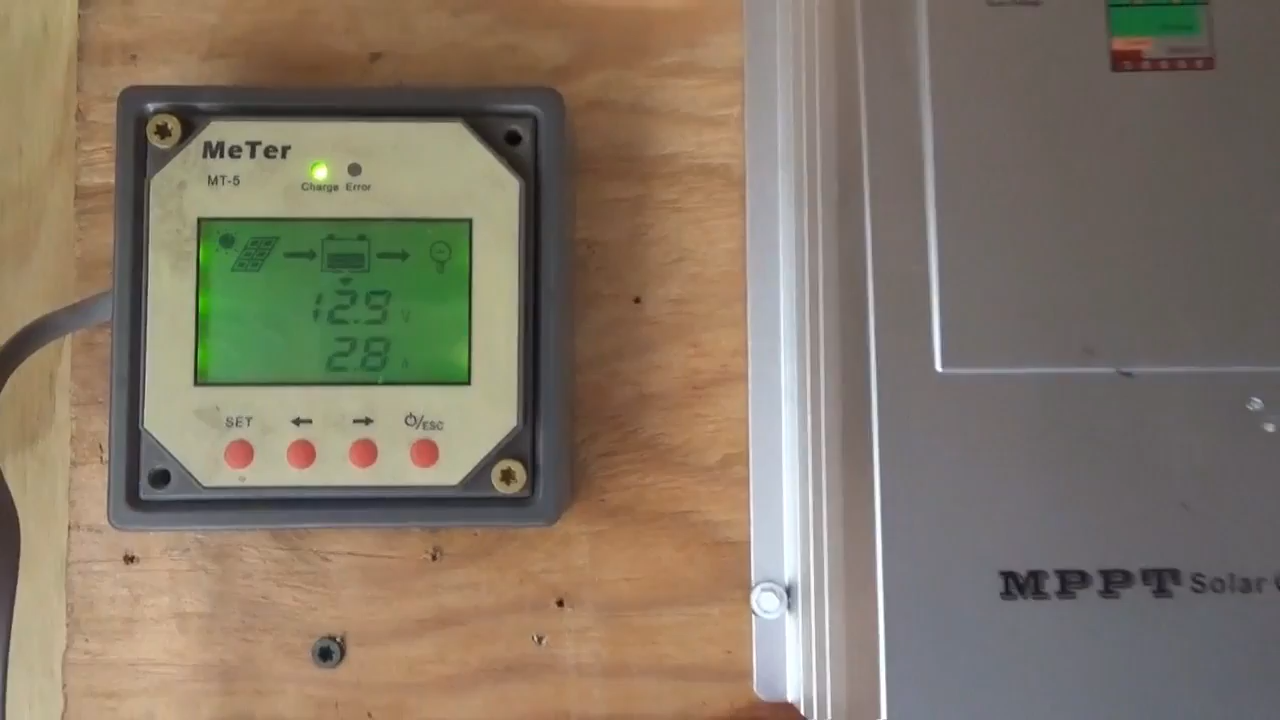 MeTer
MT-5
Charge Error
12.9 V
2.8 A
SET
⏻/ESC
MPPT Solar